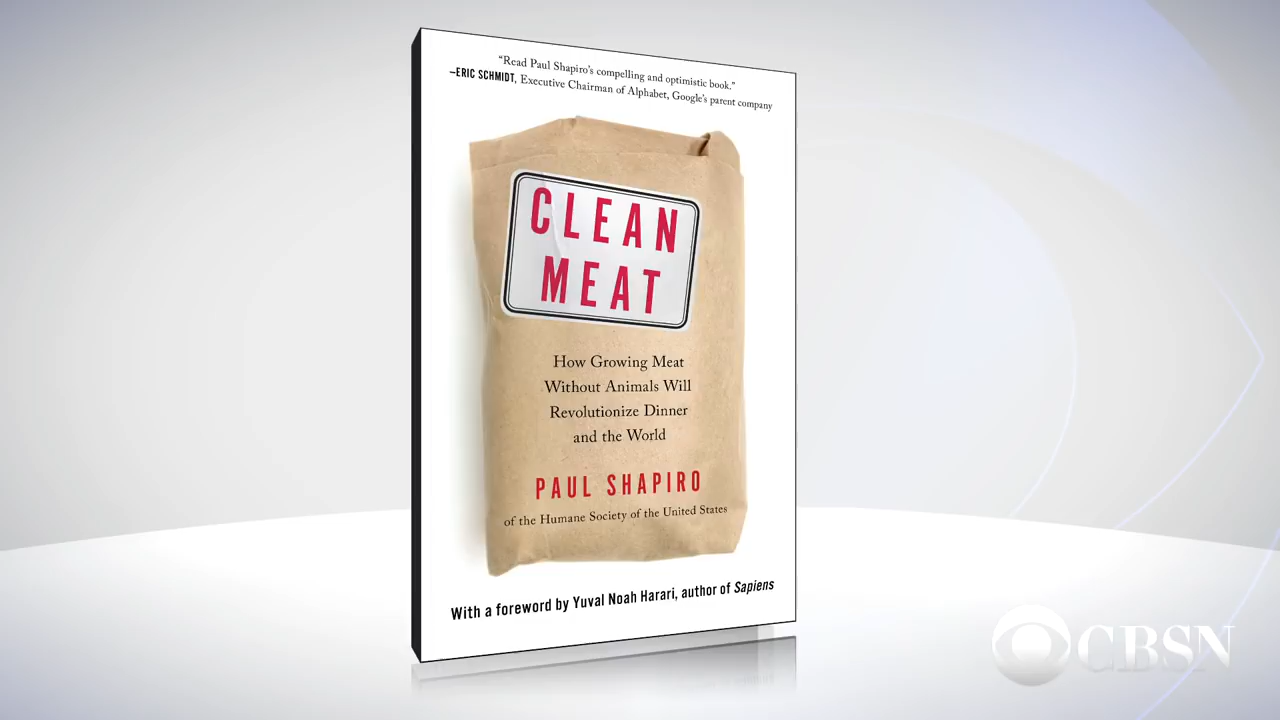 “Read Paul Shapiro’s compelling and optimistic book.”
–ERIC SCHMIDT, Executive Chairman of Alphabet, Google’s parent company
CLEAN
MEAT
How Growing Meat
Without Animals Will
Revolutionize Dinner
and the World
PAUL SHAPIRO
of the Humane Society of the United States
With a foreword by Yuval Noah Harari, author of Sapiens
CBSN